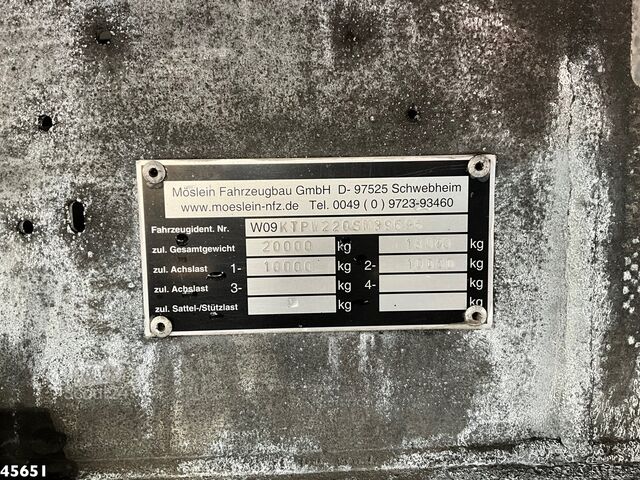 Möslein Fahrzeugbau GmbH D- 97525 Schwebheim
www.moeslein-nfz.de Tel. 0049 ( 0 ) 9723-93460
Fahrzeugident. Nr.
zul. Gesamtgewicht 20000 kg kg
zul. Achslast 1- 10000 kg 2- kg
zul. Achslast 3- kg 4- kg
zul. Sattel-/Stützlast kg kg
45651